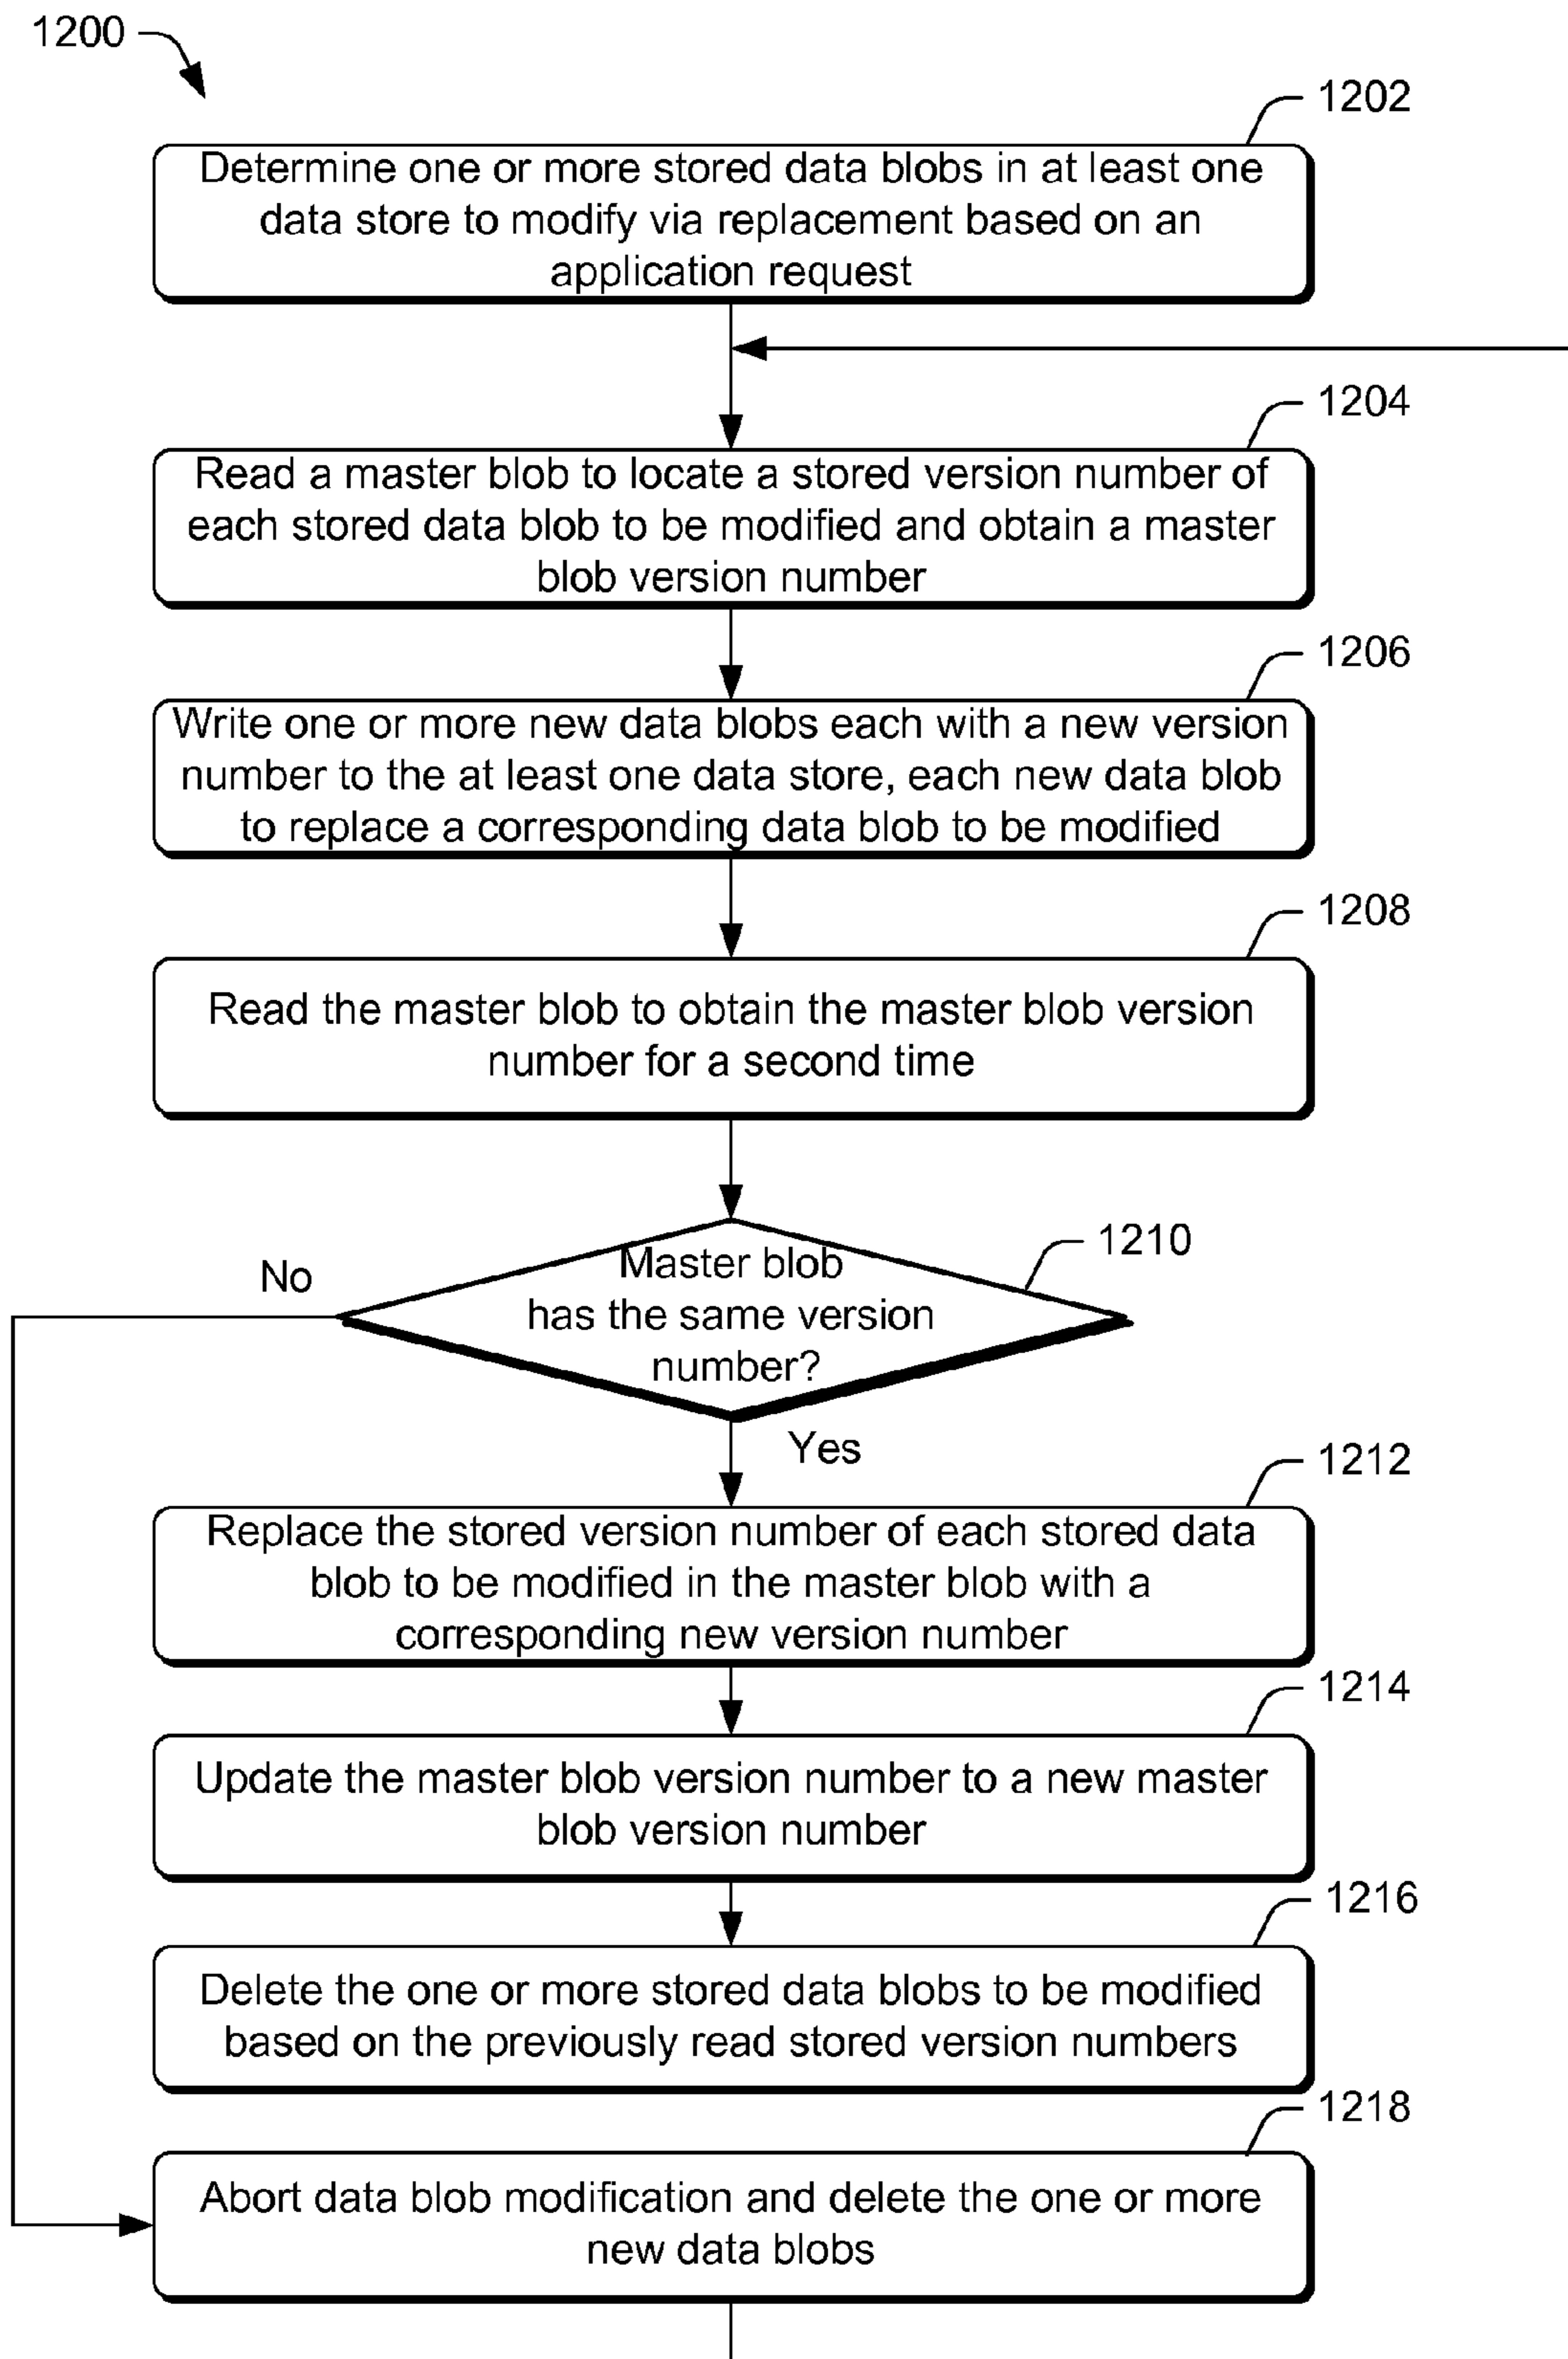 1200
1202
Determine one or more stored data blobs in at least one
data store to modify via replacement based on an
application request
1204
Read a master blob to locate a stored version number of
each stored data blob to be modified and obtain a master
blob version number
1206
Write one or more new data blobs each with a new version
number to the at least one data store, each new data blob
to replace a corresponding data blob to be modified
1208
Read the master blob to obtain the master blob version
number for a second time
1210
No
Master blob
has the same version
number?
Yes
1212
Replace the stored version number of each stored data
blob to be modified in the master blob with a
corresponding new version number
1214
Update the master blob version number to a new master
blob version number
1216
Delete the one or more stored data blobs to be modified
based on the previously read stored version numbers
1218
Abort data blob modification and delete the one or more
new data blobs